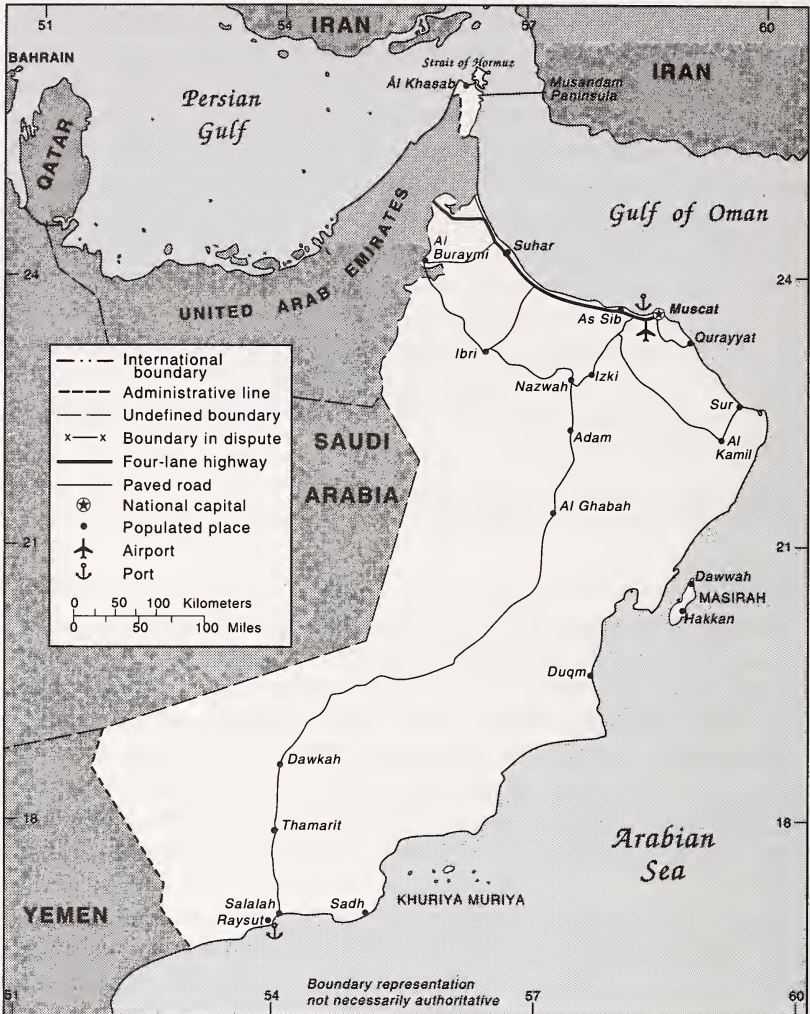 51
54
57
60
IRAN
BAHRAIN
Strait of Hormuz
Al Khasab
IRAN
Persian
Gulf
Musandam
Paninsula
QATAR
Gulf of Oman
UNITED ARAB EMIRATES
Al
Buraymi
Suhar
24
24
As Sib
Muscat
Qurayyat
Ibri
Izki
Nazwah
Sur
Al
Kamil
Adam
International
boundary
Administrative line
Undefined boundary
x—x Boundary in dispute
Four-lane highway
Paved road
National capital
Populated place
Airport
Port
0 50 100 Kilometers
0 50 100 Miles
SAUDI
ARABIA
Al Ghabah
21
21
Dawwah
MASIRAH
Hakkan
Duqm
Dawkah
18
18
Thamarit
Arabian
Sea
YEMEN
Salalah
Raysut
Sadh
KHURIYA MURIYA
Boundary representation
not necessarily authoritative
51
54
57
60